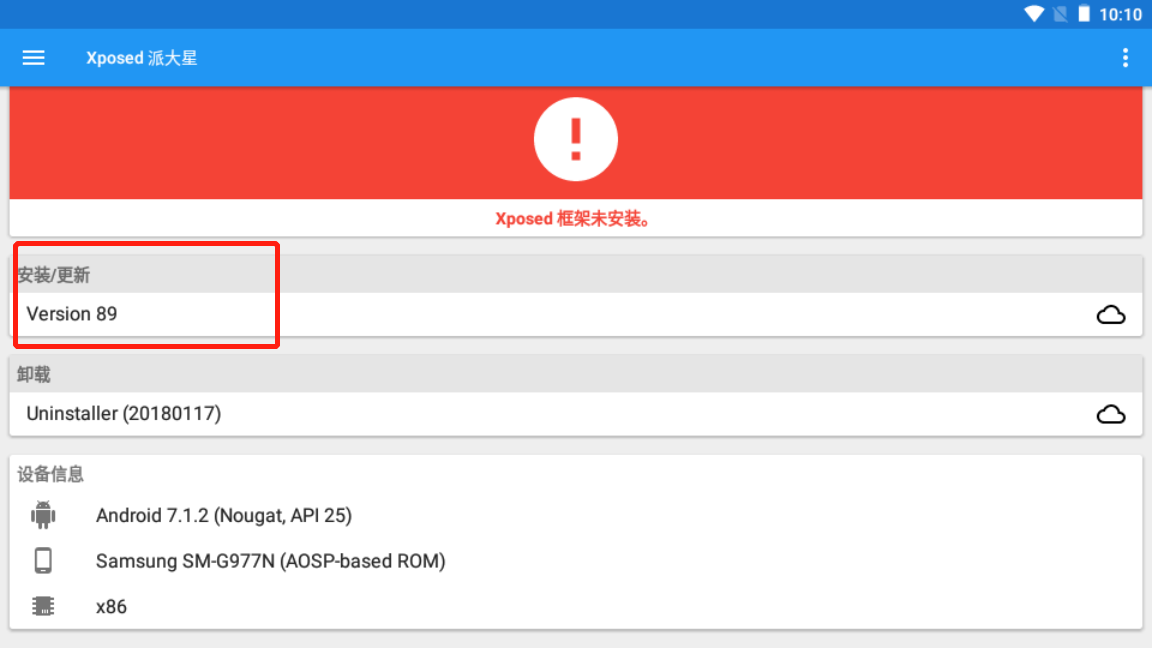 10:10
Xposed 派大星
Xposed 框架未安装。
安装/更新
Version 89
卸载
Uninstaller (20180117)
设备信息
Android 7.1.2 (Nougat, API 25)
Samsung SM-G977N (AOSP-based ROM)
x86